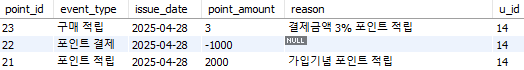 point_id event_type issue_date point_amount reason u_id
23 구매 적립 2025-04-28 3 결제금액 3% 포인트 적립 14
22 포인트 결제 2025-04-28 -1000 NULL 14
21 포인트 적립 2025-04-28 2000 가입기념 포인트 적립 14